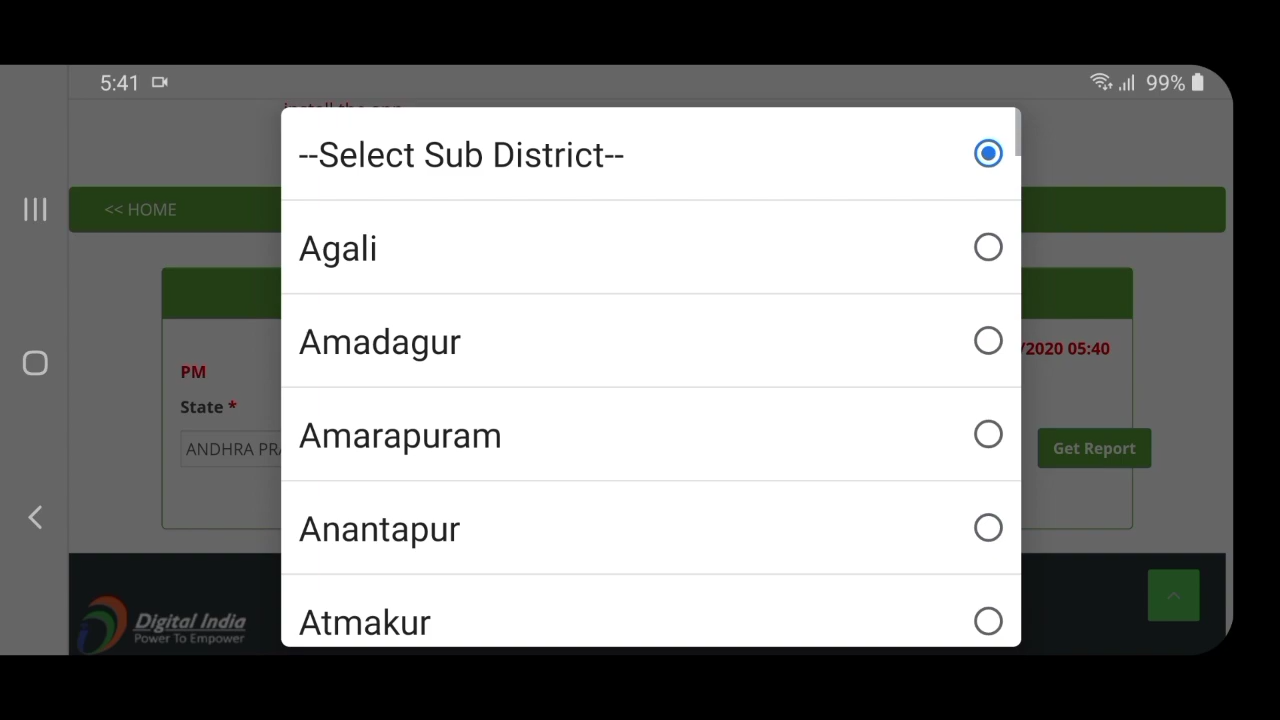 5:41
99%
install the app
--Select Sub District--
<< HOME
Agali
Amadagur
/2020 05:40
PM
State *
Amarapuram
ANDHRA PRA
Get Report
Anantapur
Atmakur
Digital India
Power To Empower